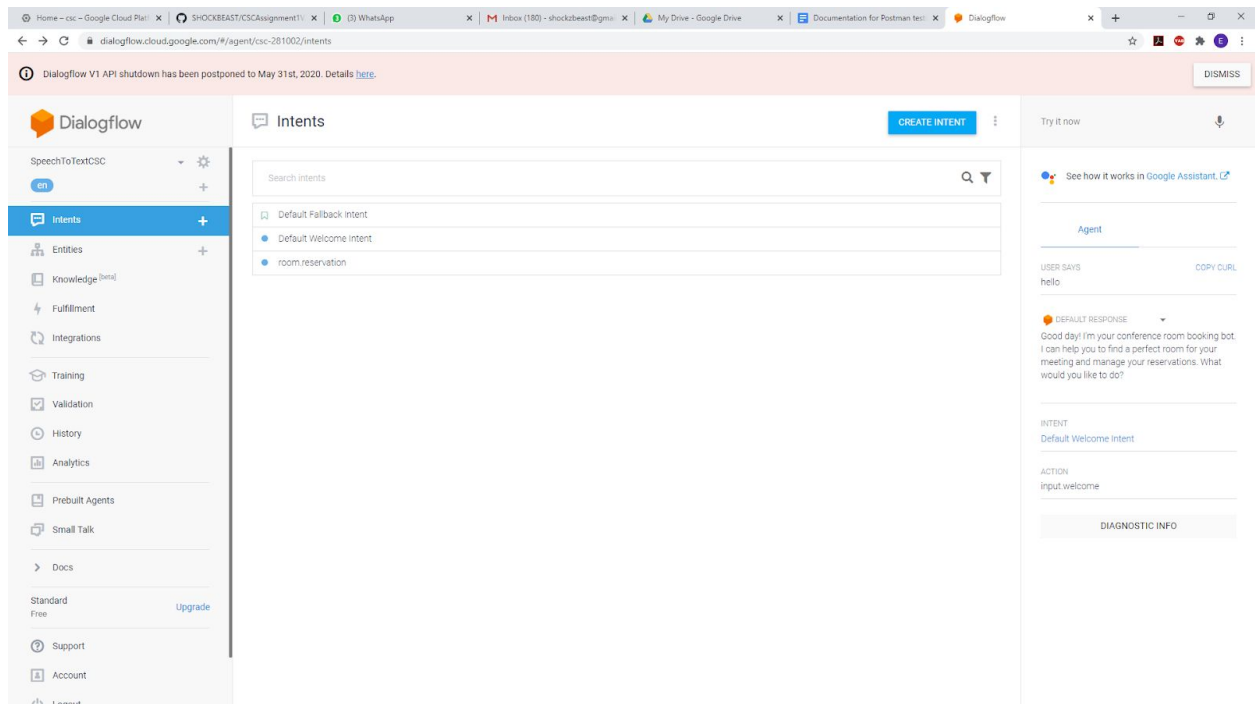 Home – csc – Google Cloud Platf
SHOCKBEAST/CSCAssignment1V
(3) WhatsApp
Inbox (180) - shockzbeast@gmai
My Drive - Google Drive
Documentation for Postman test
Dialogflow
dialogflow.cloud.google.com/#/agent/csc-281002/intents
E
Dialogflow V1 API shutdown has been postponed to May 31st, 2020. Details here.
DISMISS
Dialogflow
SpeechToTextCSC
en
Intents
Entities
Knowledge [beta]
Fulfillment
Integrations
Training
Validation
History
Analytics
Prebuilt Agents
Small Talk
Docs
Standard
Free
Upgrade
Support
Account
Logout
Intents
CREATE INTENT
Search intents
Default Fallback Intent
Default Welcome Intent
room.reservation
Try it now
See how it works in Google Assistant.
Agent
USER SAYS
COPY CURL
hello
DEFAULT RESPONSE
Good day! I'm your conference room booking bot.
I can help you to find a perfect room for your
meeting and manage your reservations. What
would you like to do?
INTENT
Default Welcome Intent
ACTION
input.welcome
DIAGNOSTIC INFO